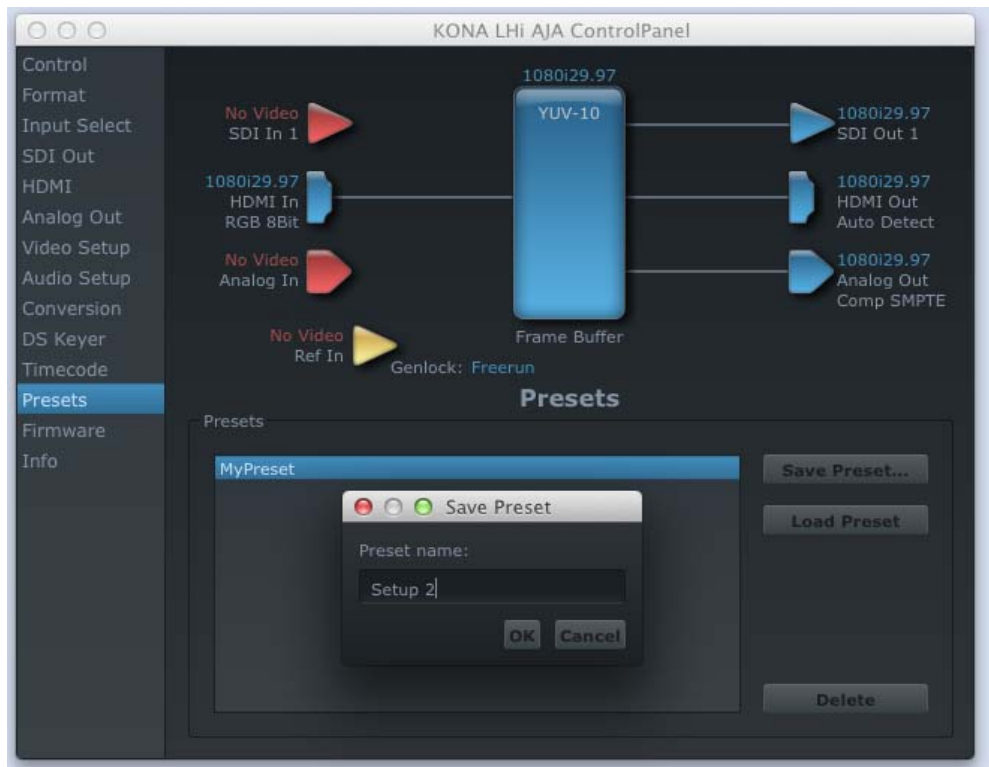 KONA LHi AJA ControlPanel
Control
Format
Input Select
SDI Out
HDMI
Analog Out
Video Setup
Audio Setup
Conversion
DS Keyer
Timecode
Presets
Firmware
Info
1080i29.97
YUV-10
Frame Buffer
No Video
SDI In 1
1080i29.97
HDMI In
RGB 8Bit
No Video
Analog In
No Video
Ref In
Genlock: Freerun
1080i29.97
SDI Out 1
1080i29.97
HDMI Out
Auto Detect
1080i29.97
Analog Out
Comp SMPTE
Presets
Presets
MyPreset
Save Preset...
Load Preset
Delete
Save Preset
Preset name:
Setup 2
OK Cancel